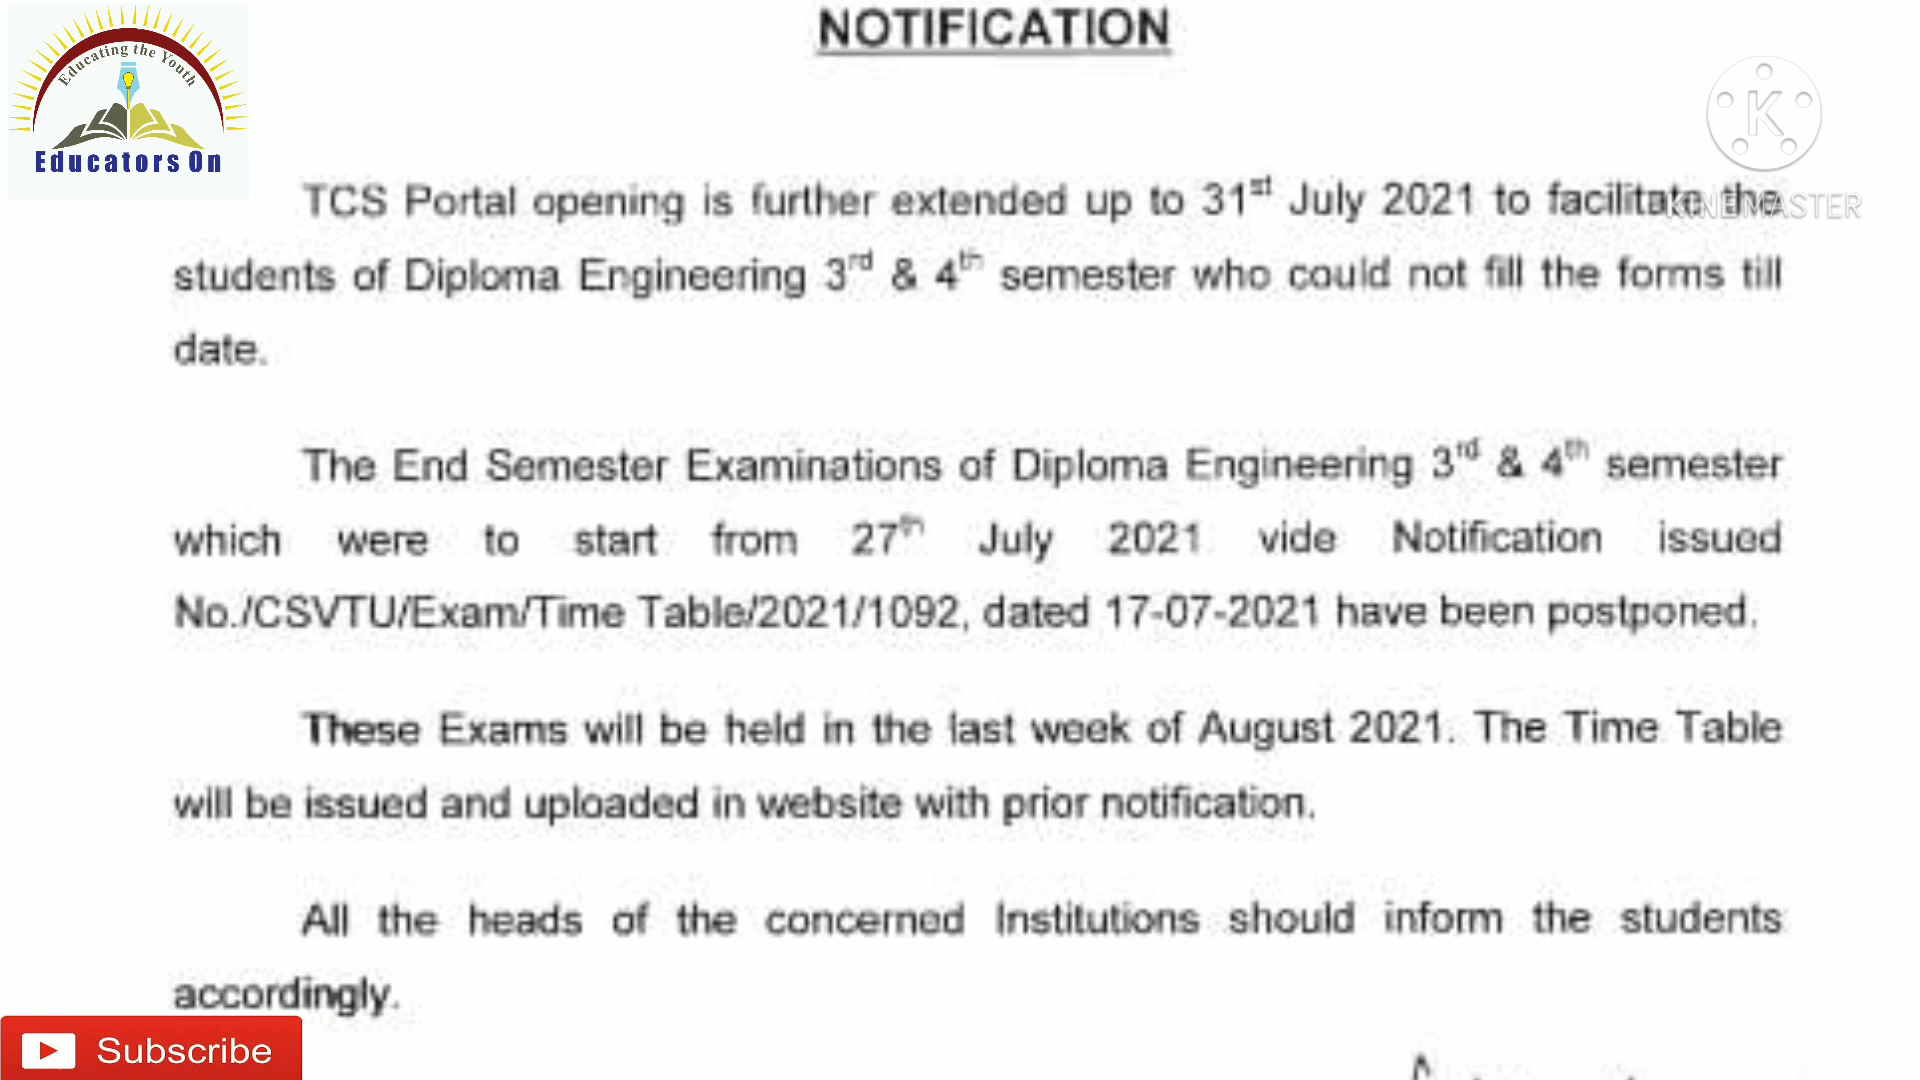 NOTIFICATION
Educating the Youth
Educators On
K
KINEMASTER
TCS Portal opening is further extended up to 31st July 2021 to facilitate the
students of Diploma Engineering 3rd & 4th semester who could not fill the forms till
date.
The End Semester Examinations of Diploma Engineering 3rd & 4th semester
which were to start from 27th July 2021 vide Notification issued
No./CSVTU/Exam/Time Table/2021/1092, dated 17-07-2021 have been postponed.
These Exams will be held in the last week of August 2021. The Time Table
will be issued and uploaded in website with prior notification.
All the heads of the concerned Institutions should inform the students
accordingly.
Subscribe